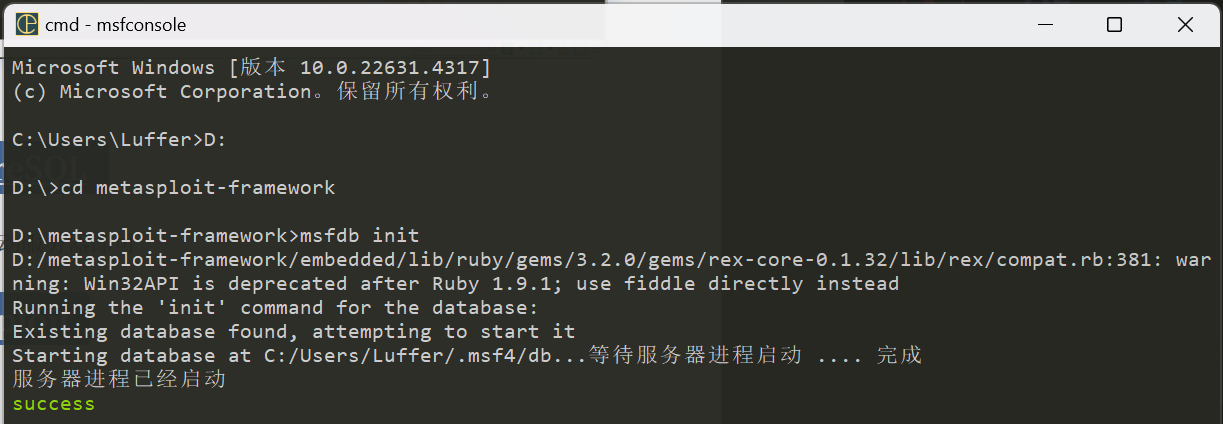 cmd - msfconsole
Microsoft Windows [版本 10.0.22631.4317]
(c) Microsoft Corporation。保留所有权利。
C:\Users\Luffer>D:
D:\>cd metasploit-framework
D:\metasploit-framework>msfdb init
D:/metasploit-framework/embedded/lib/ruby/gems/3.2.0/gems/rex-core-0.1.32/lib/rex/compat.rb:381: war
ning: Win32API is deprecated after Ruby 1.9.1; use fiddle directly instead
Running the 'init' command for the database:
Existing database found, attempting to start it
Starting database at C:/Users/Luffer/.msf4/db...等待服务器进程启动 .... 完成
服务器进程已经启动
success